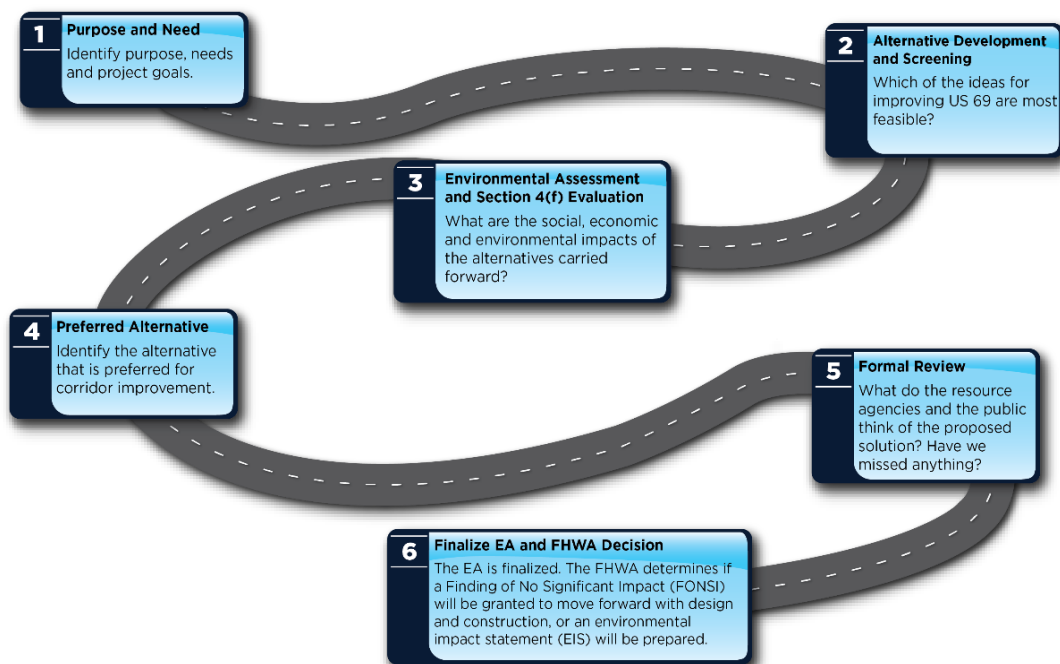 1
Purpose and Need
Identify purpose, needs
and project goals.
2
Alternative Development
and Screening
Which of the ideas for
improving US 69 are most
feasible?
3
Environmental Assessment
and Section 4(f) Evaluation
What are the social, economic
and environmental impacts of
the alternatives carried
forward?
4
Preferred Alternative
Identify the alternative
that is preferred for
corridor improvement.
5
Formal Review
What do the resource
agencies and the public
think of the proposed
solution? Have we
missed anything?
6
Finalize EA and FHWA Decision
The EA is finalized. The FHWA determines if
a Finding of No Significant Impact (FONSI)
will be granted to move forward with design
and construction, or an environmental
impact statement (EIS) will be prepared.